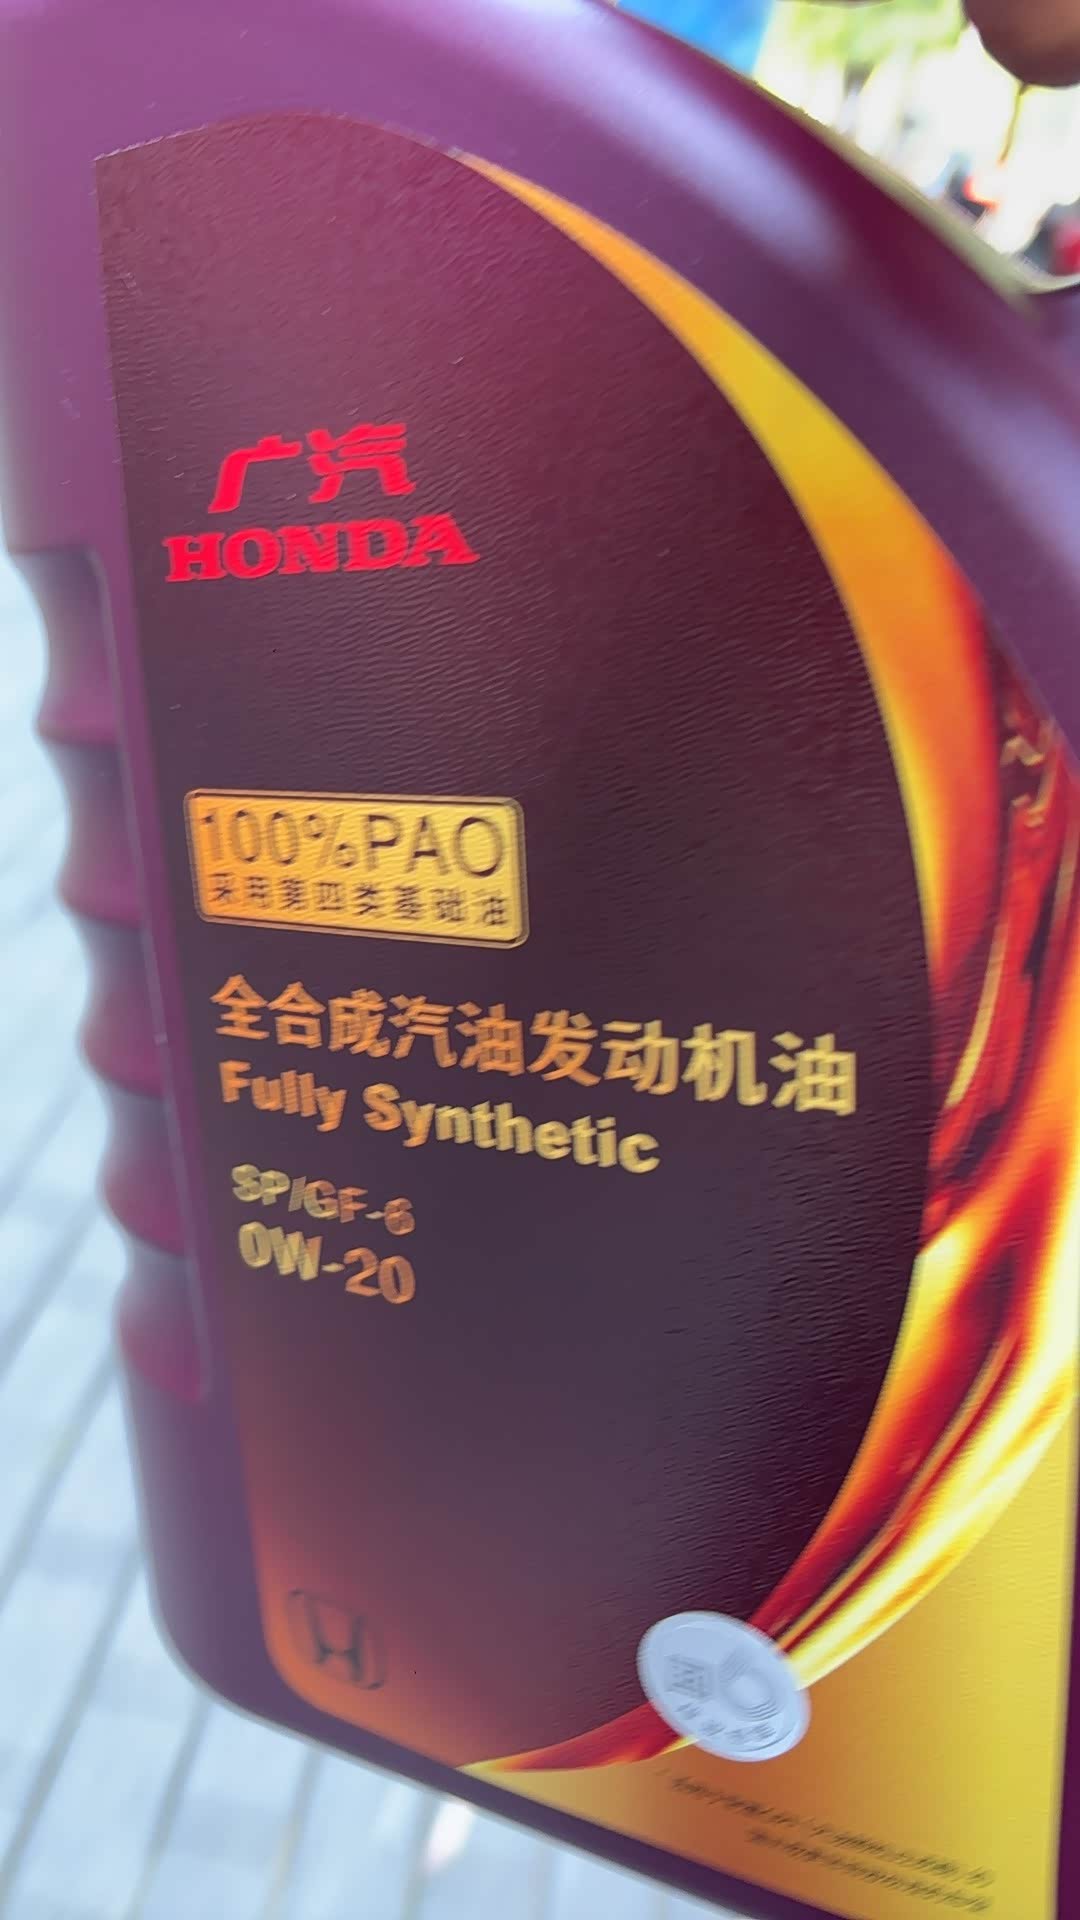 广汽
HONDA
100%PAO
采用第四类基础油
全合成汽油发动机油
Fully Synthetic
SP/GF-6
0W-20